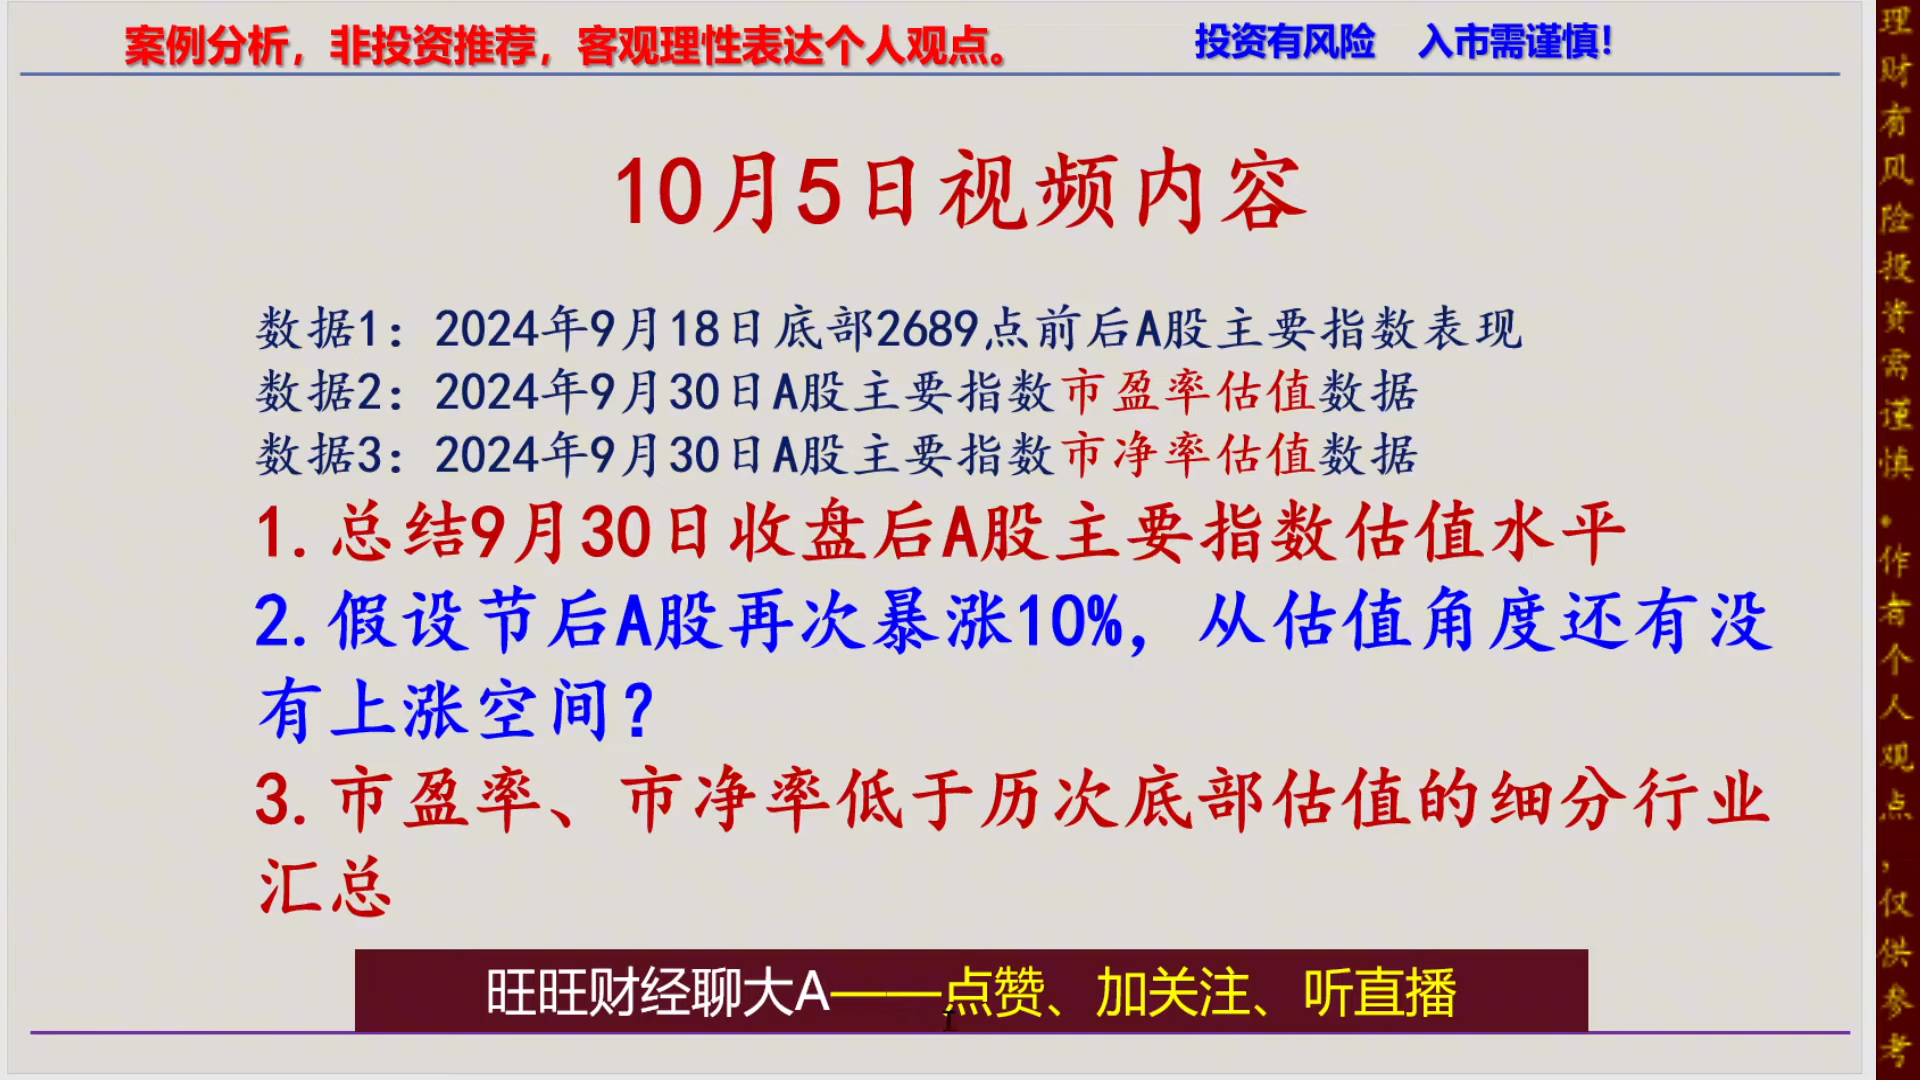 案例分析，非投资推荐，客观理性表达个人观点。
投资有风险 入市需谨慎！
10月5日视频内容
数据1：2024年9月18日底部2689点前后A股主要指数表现
数据2：2024年9月30日A股主要指数市盈率估值数据
数据3：2024年9月30日A股主要指数市净率估值数据
1.总结9月30日收盘后A股主要指数估值水平
2.假设节后A股再次暴涨10%，从估值角度还有没
有上涨空间？
3.市盈率、市净率低于历次底部估值的细分行业
汇总
旺旺财经聊大A——点赞、加关注、听直播
理财有风险投资需谨慎.作者个人观点，仅供参考